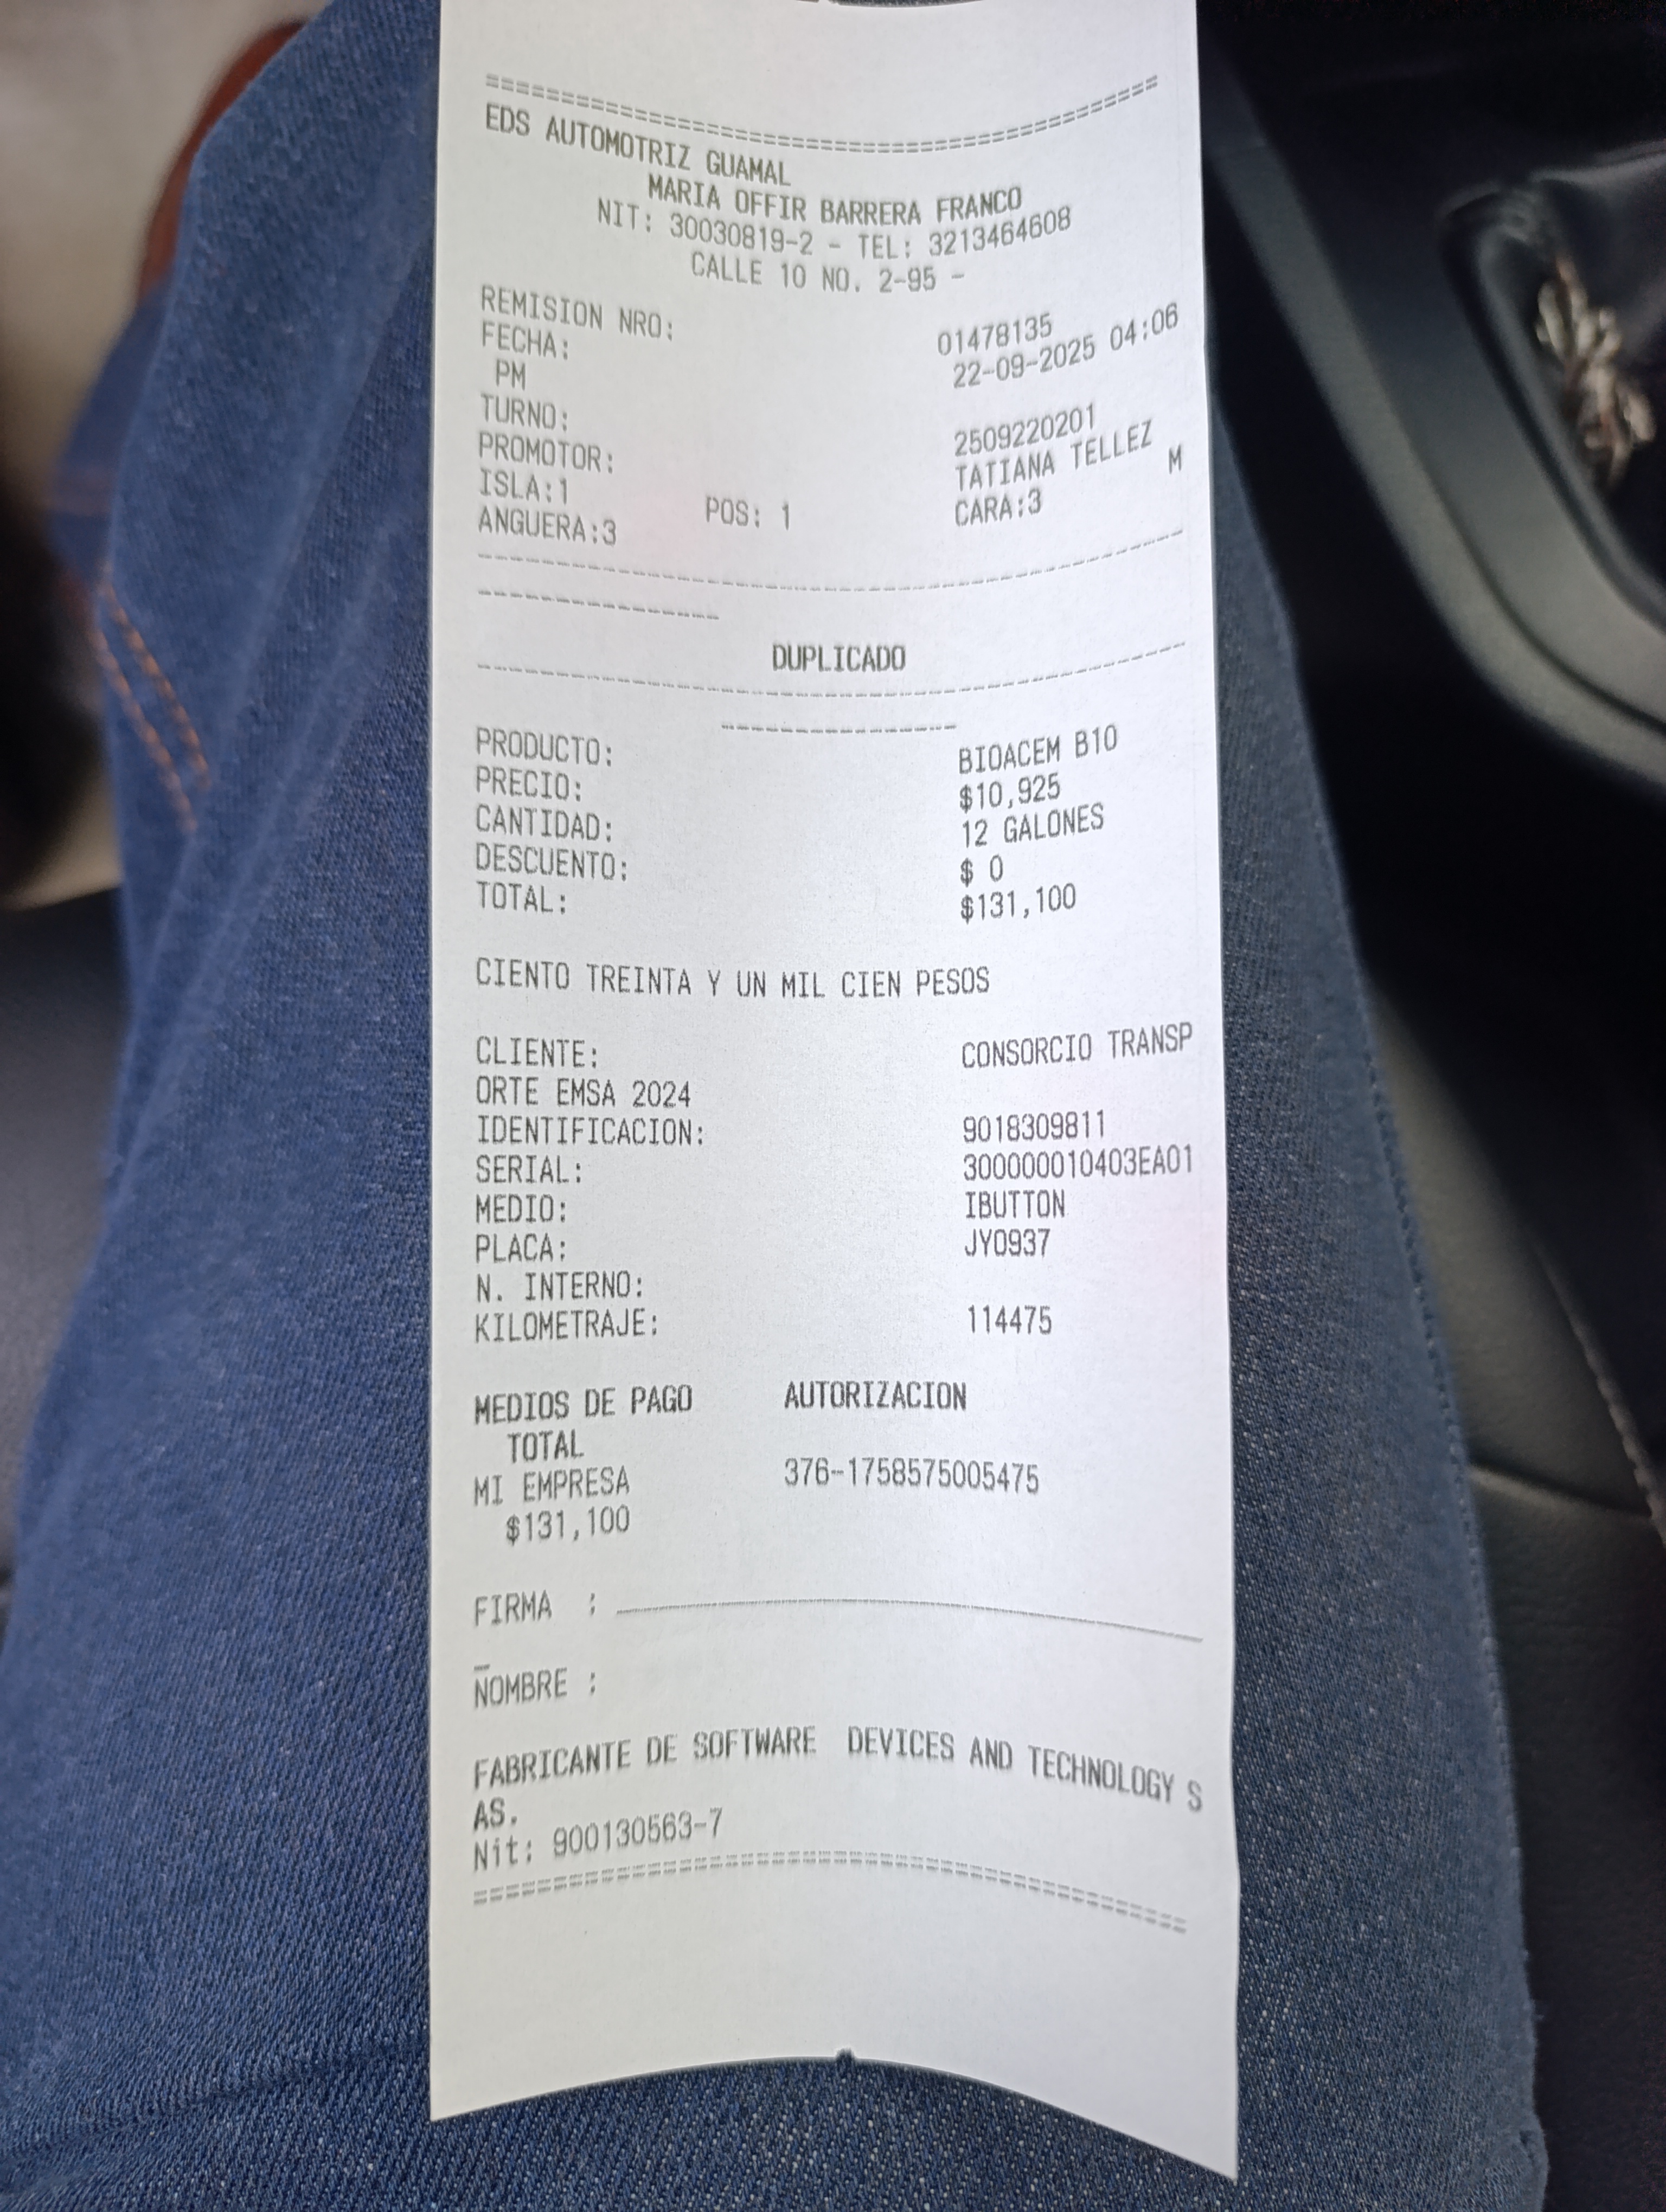 ================================================
EDS AUTOMOTRIZ GUAMAL
MARIA OFFIR BARRERA FRANCO
NIT: 30030819-2 - TEL: 3213464608
CALLE 10 NO. 2-95 -
REMISION NRO: 01478135
FECHA: 22-09-2025 04:06
PM
TURNO: 2509220201
PROMOTOR: TATIANA TELLEZ M
ISLA:1 POS: 1 CARA:3
ANGUERA:3
------------------------------------------------
----------------
DUPLICADO
------------------------------------------------
----------------
PRODUCTO: BIOACEM B10
PRECIO: $10,925
CANTIDAD: 12 GALONES
DESCUENTO: $ 0
TOTAL: $131,100
CIENTO TREINTA Y UN MIL CIEN PESOS
CLIENTE: CONSORCIO TRANSP
ORTE EMSA 2024
IDENTIFICACION: 9018309811
SERIAL: 300000010403EA01
MEDIO: IBUTTON
PLACA: JYO937
N. INTERNO:
KILOMETRAJE: 114475
MEDIOS DE PAGO AUTORIZACION
TOTAL
MI EMPRESA 376-1758575005475
$131,100
FIRMA : ______________________________________
_
NOMBRE :
FABRICANTE DE SOFTWARE DEVICES AND TECHNOLOGY S
AS.
Nit: 900130563-7
================================================